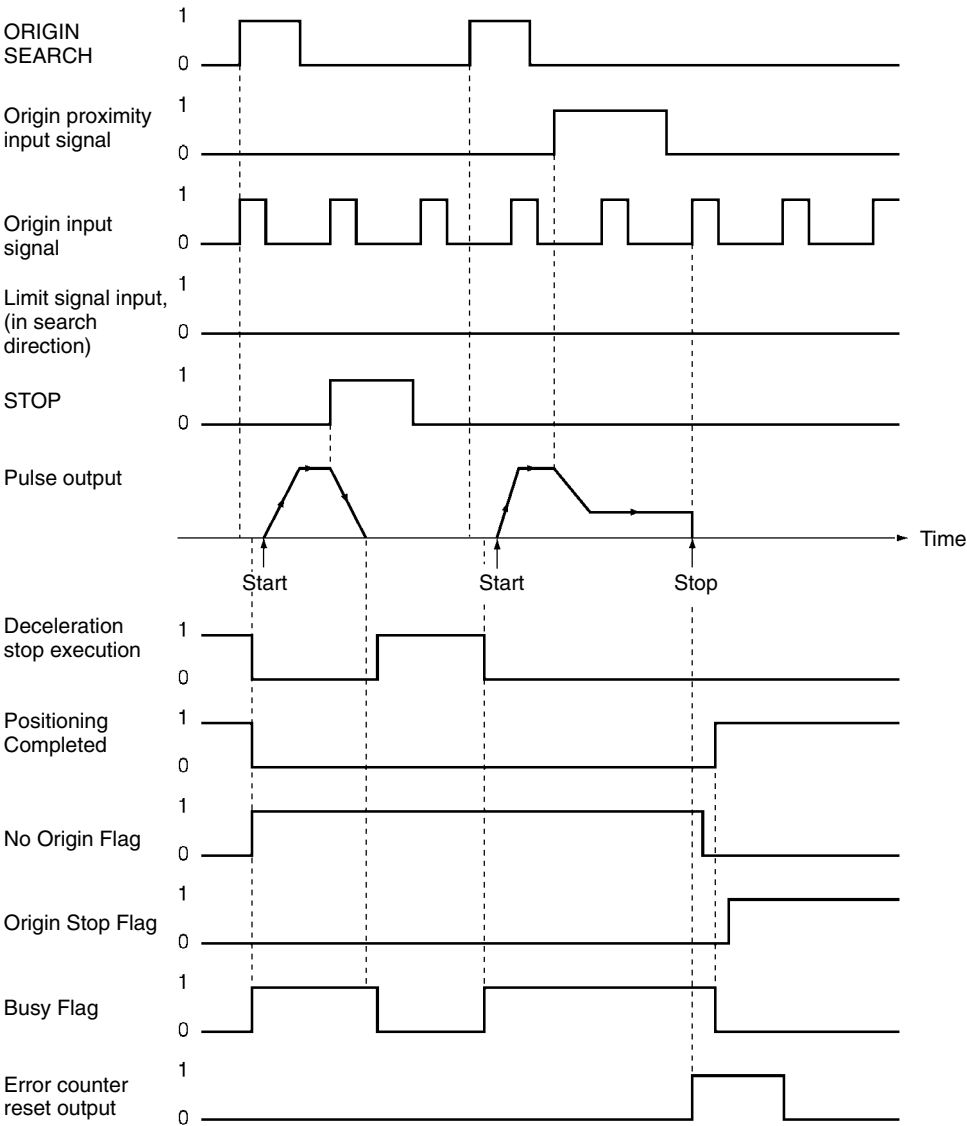 ORIGIN
SEARCH
1
0
Origin proximity
input signal
1
0
Origin input
signal
1
0
Limit signal input,
(in search
direction)
1
0
STOP
1
0
Pulse output
Time
Start
Start
Stop
Deceleration
stop execution
1
0
Positioning
Completed
1
0
No Origin Flag
1
0
Origin Stop Flag
1
0
Busy Flag
1
0
Error counter
reset output
1
0